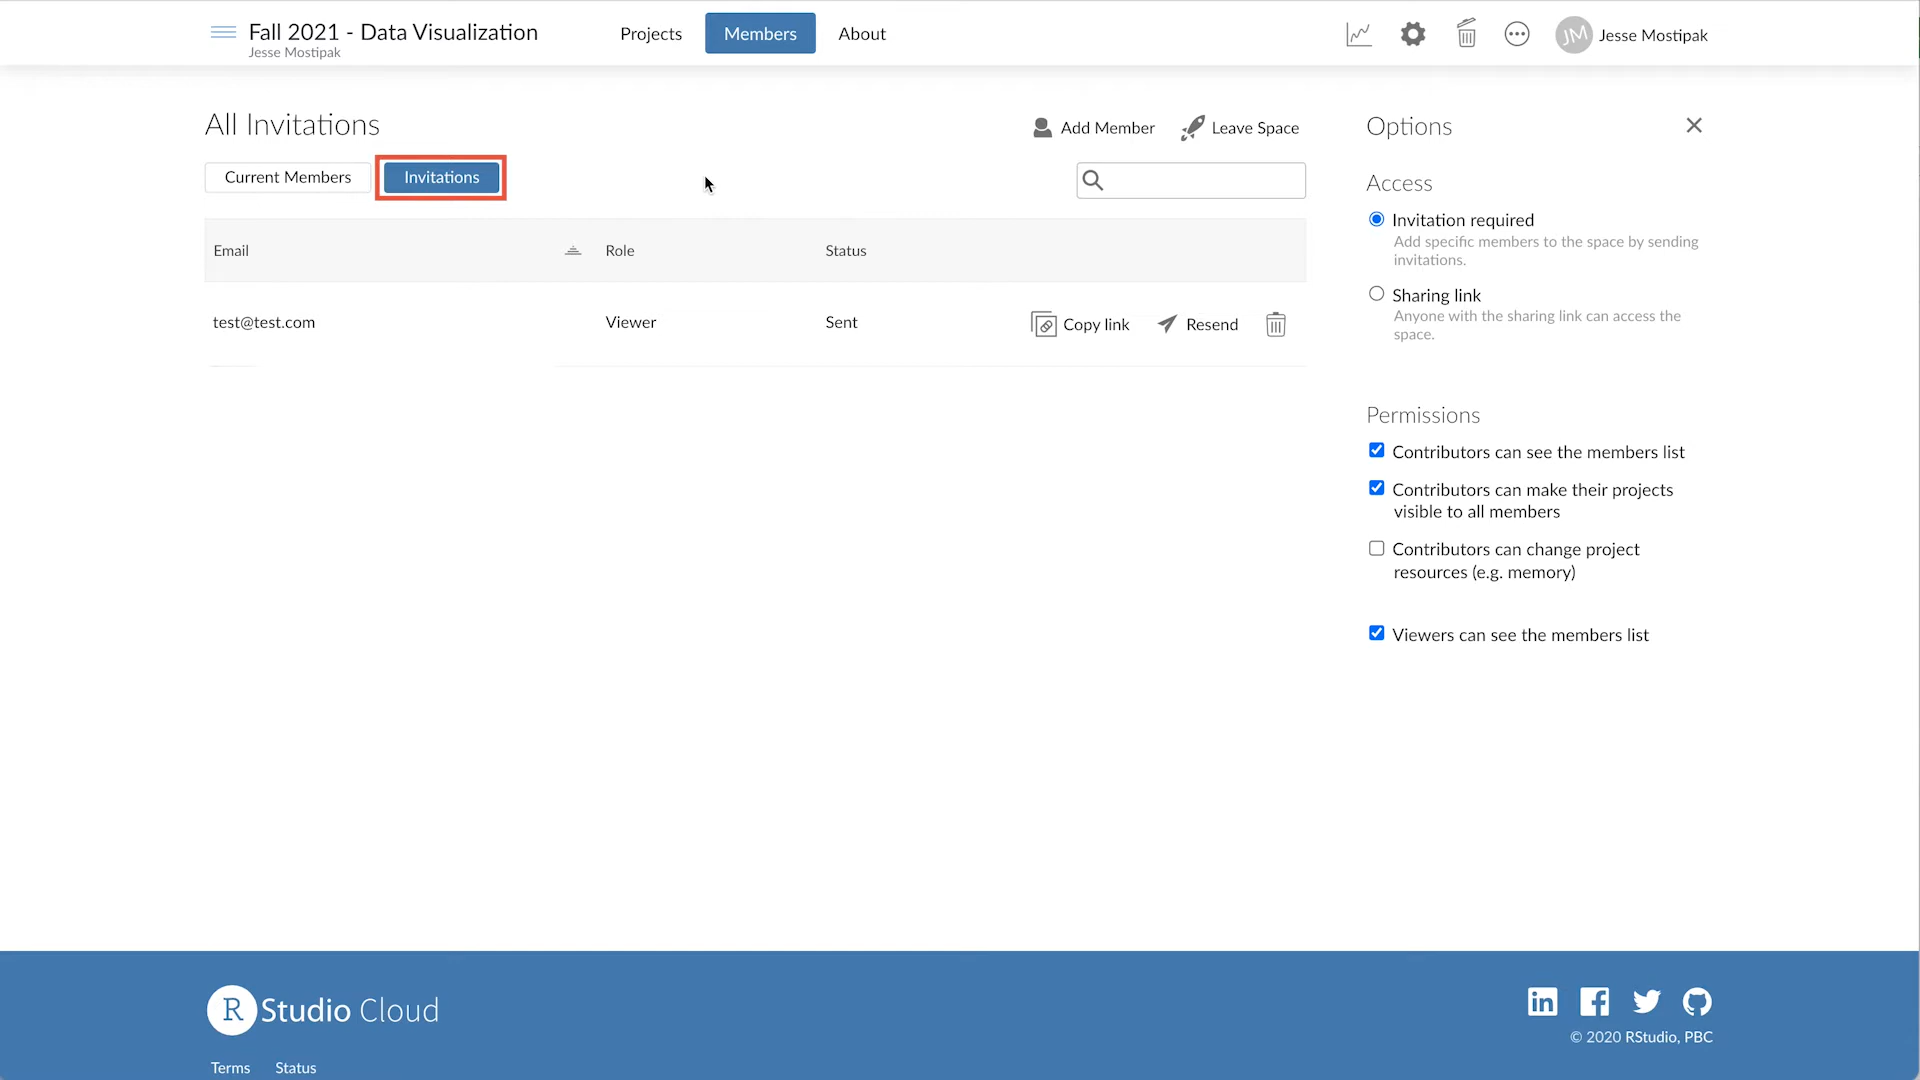 Fall 2021 - Data Visualization
Jesse Mostipak
Projects
Members
About
JM
Jesse Mostipak
All Invitations
Add Member
Leave Space
Current Members
Invitations
Email
Role
Status
test@test.com
Viewer
Sent
Copy link
Resend
Options
Access
Invitation required
Add specific members to the space by sending
invitations.
Sharing link
Anyone with the sharing link can access the
space.
Permissions
Contributors can see the members list
Contributors can make their projects
visible to all members
Contributors can change project
resources (e.g. memory)
Viewers can see the members list
R Studio Cloud
in
f
© 2020 RStudio, PBC
Terms
Status